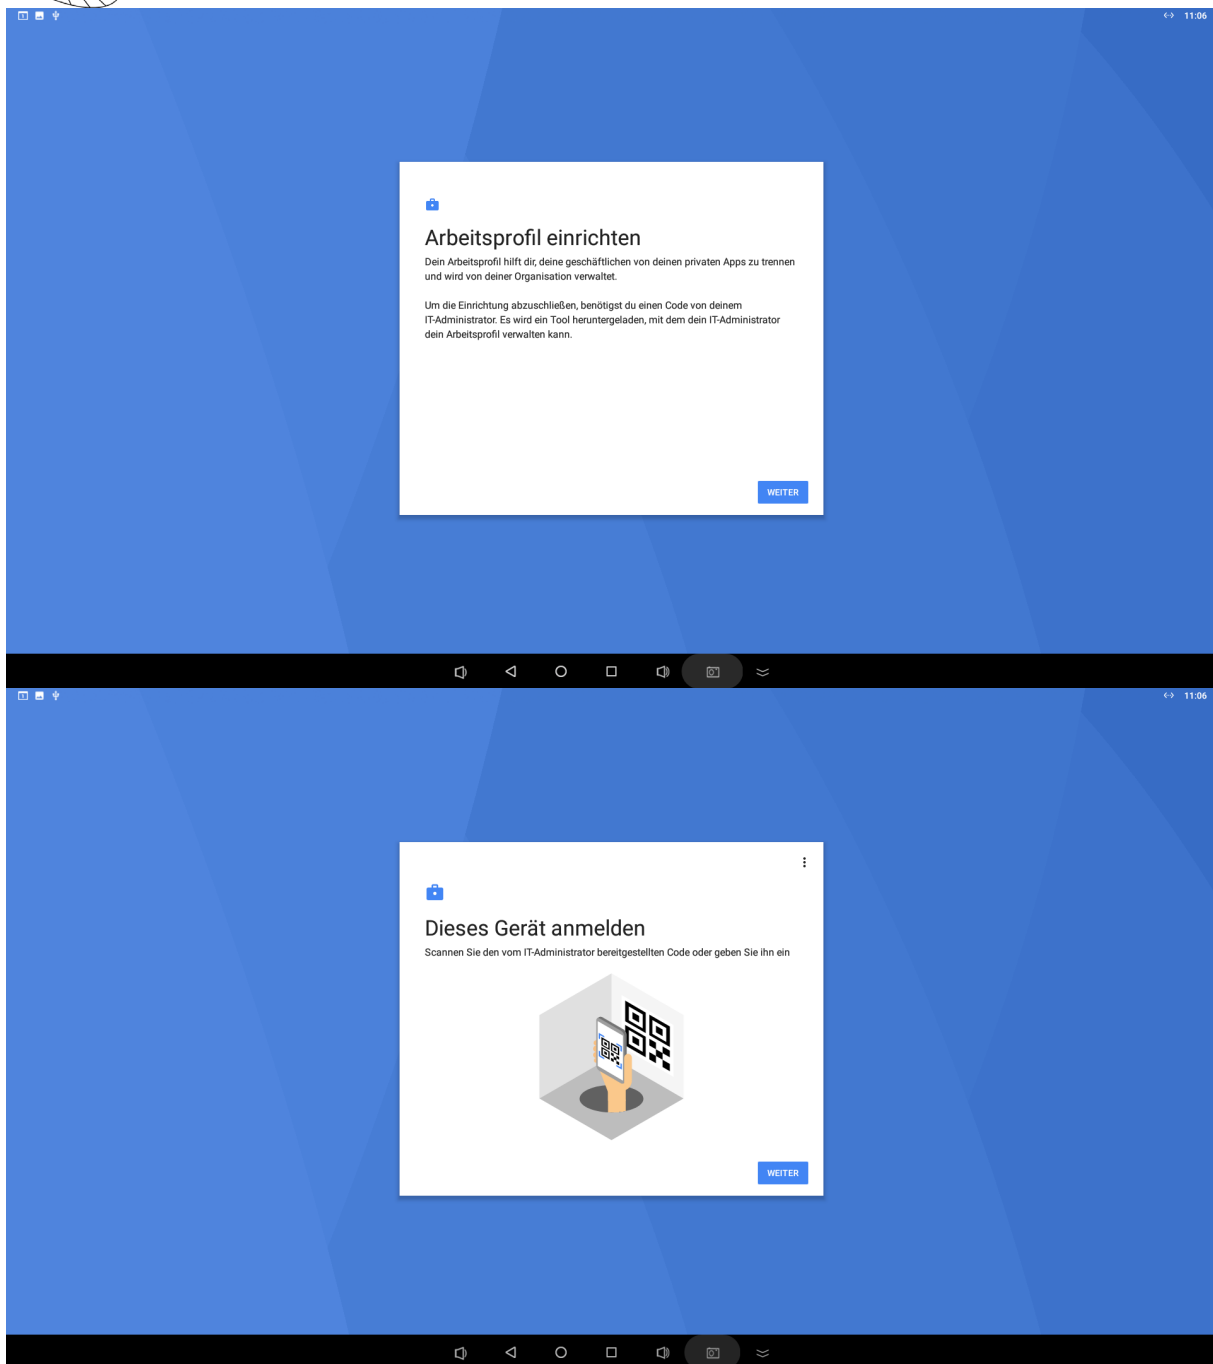 11:06
Arbeitsprofil einrichten
Dein Arbeitsprofil hilft dir, deine geschäftlichen von deinen privaten Apps zu trennen
und wird von deiner Organisation verwaltet.
Um die Einrichtung abzuschließen, benötigst du einen Code von deinem
IT-Administrator. Es wird ein Tool heruntergeladen, mit dem dein IT-Administrator
dein Arbeitsprofil verwalten kann.
WEITER
11:06
Dieses Gerät anmelden
Scannen Sie den vom IT-Administrator bereitgestellten Code oder geben Sie ihn ein
WEITER